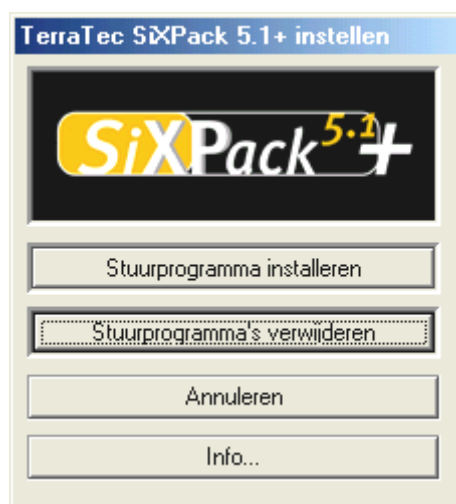 TerraTec SiXPack 5.1+ instellen
SiXPack 5.1+
Stuurprogramma installeren
Stuurprogramma's verwijderen
Annuleren
Info...